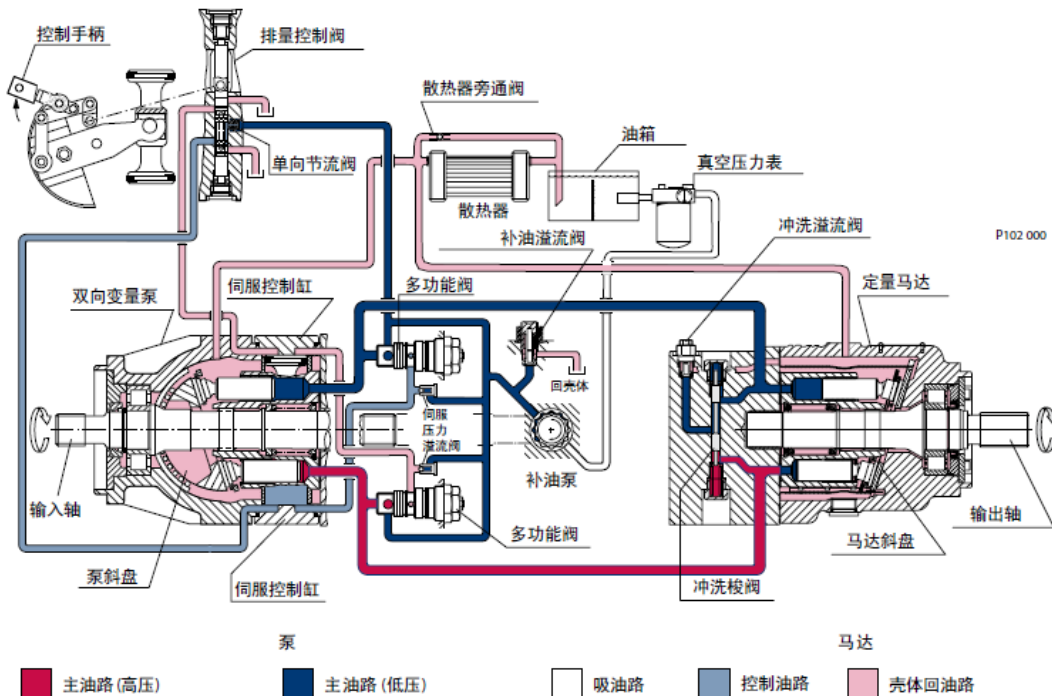 控制手柄
排量控制阀
散热器旁通阀
油箱
真空压力表
单向节流阀
散热器
补油溢流阀
冲洗溢流阀
P102 000
双向变量泵
伺服控制缸
多功能阀
定量马达
回壳体
伺服
压力
溢流阀
补油泵
输入轴
输出轴
多功能阀
马达斜盘
泵斜盘
伺服控制缸
冲洗梭阀
泵
马达
主油路(高压)
主油路(低压)
吸油路
控制油路
壳体回油路